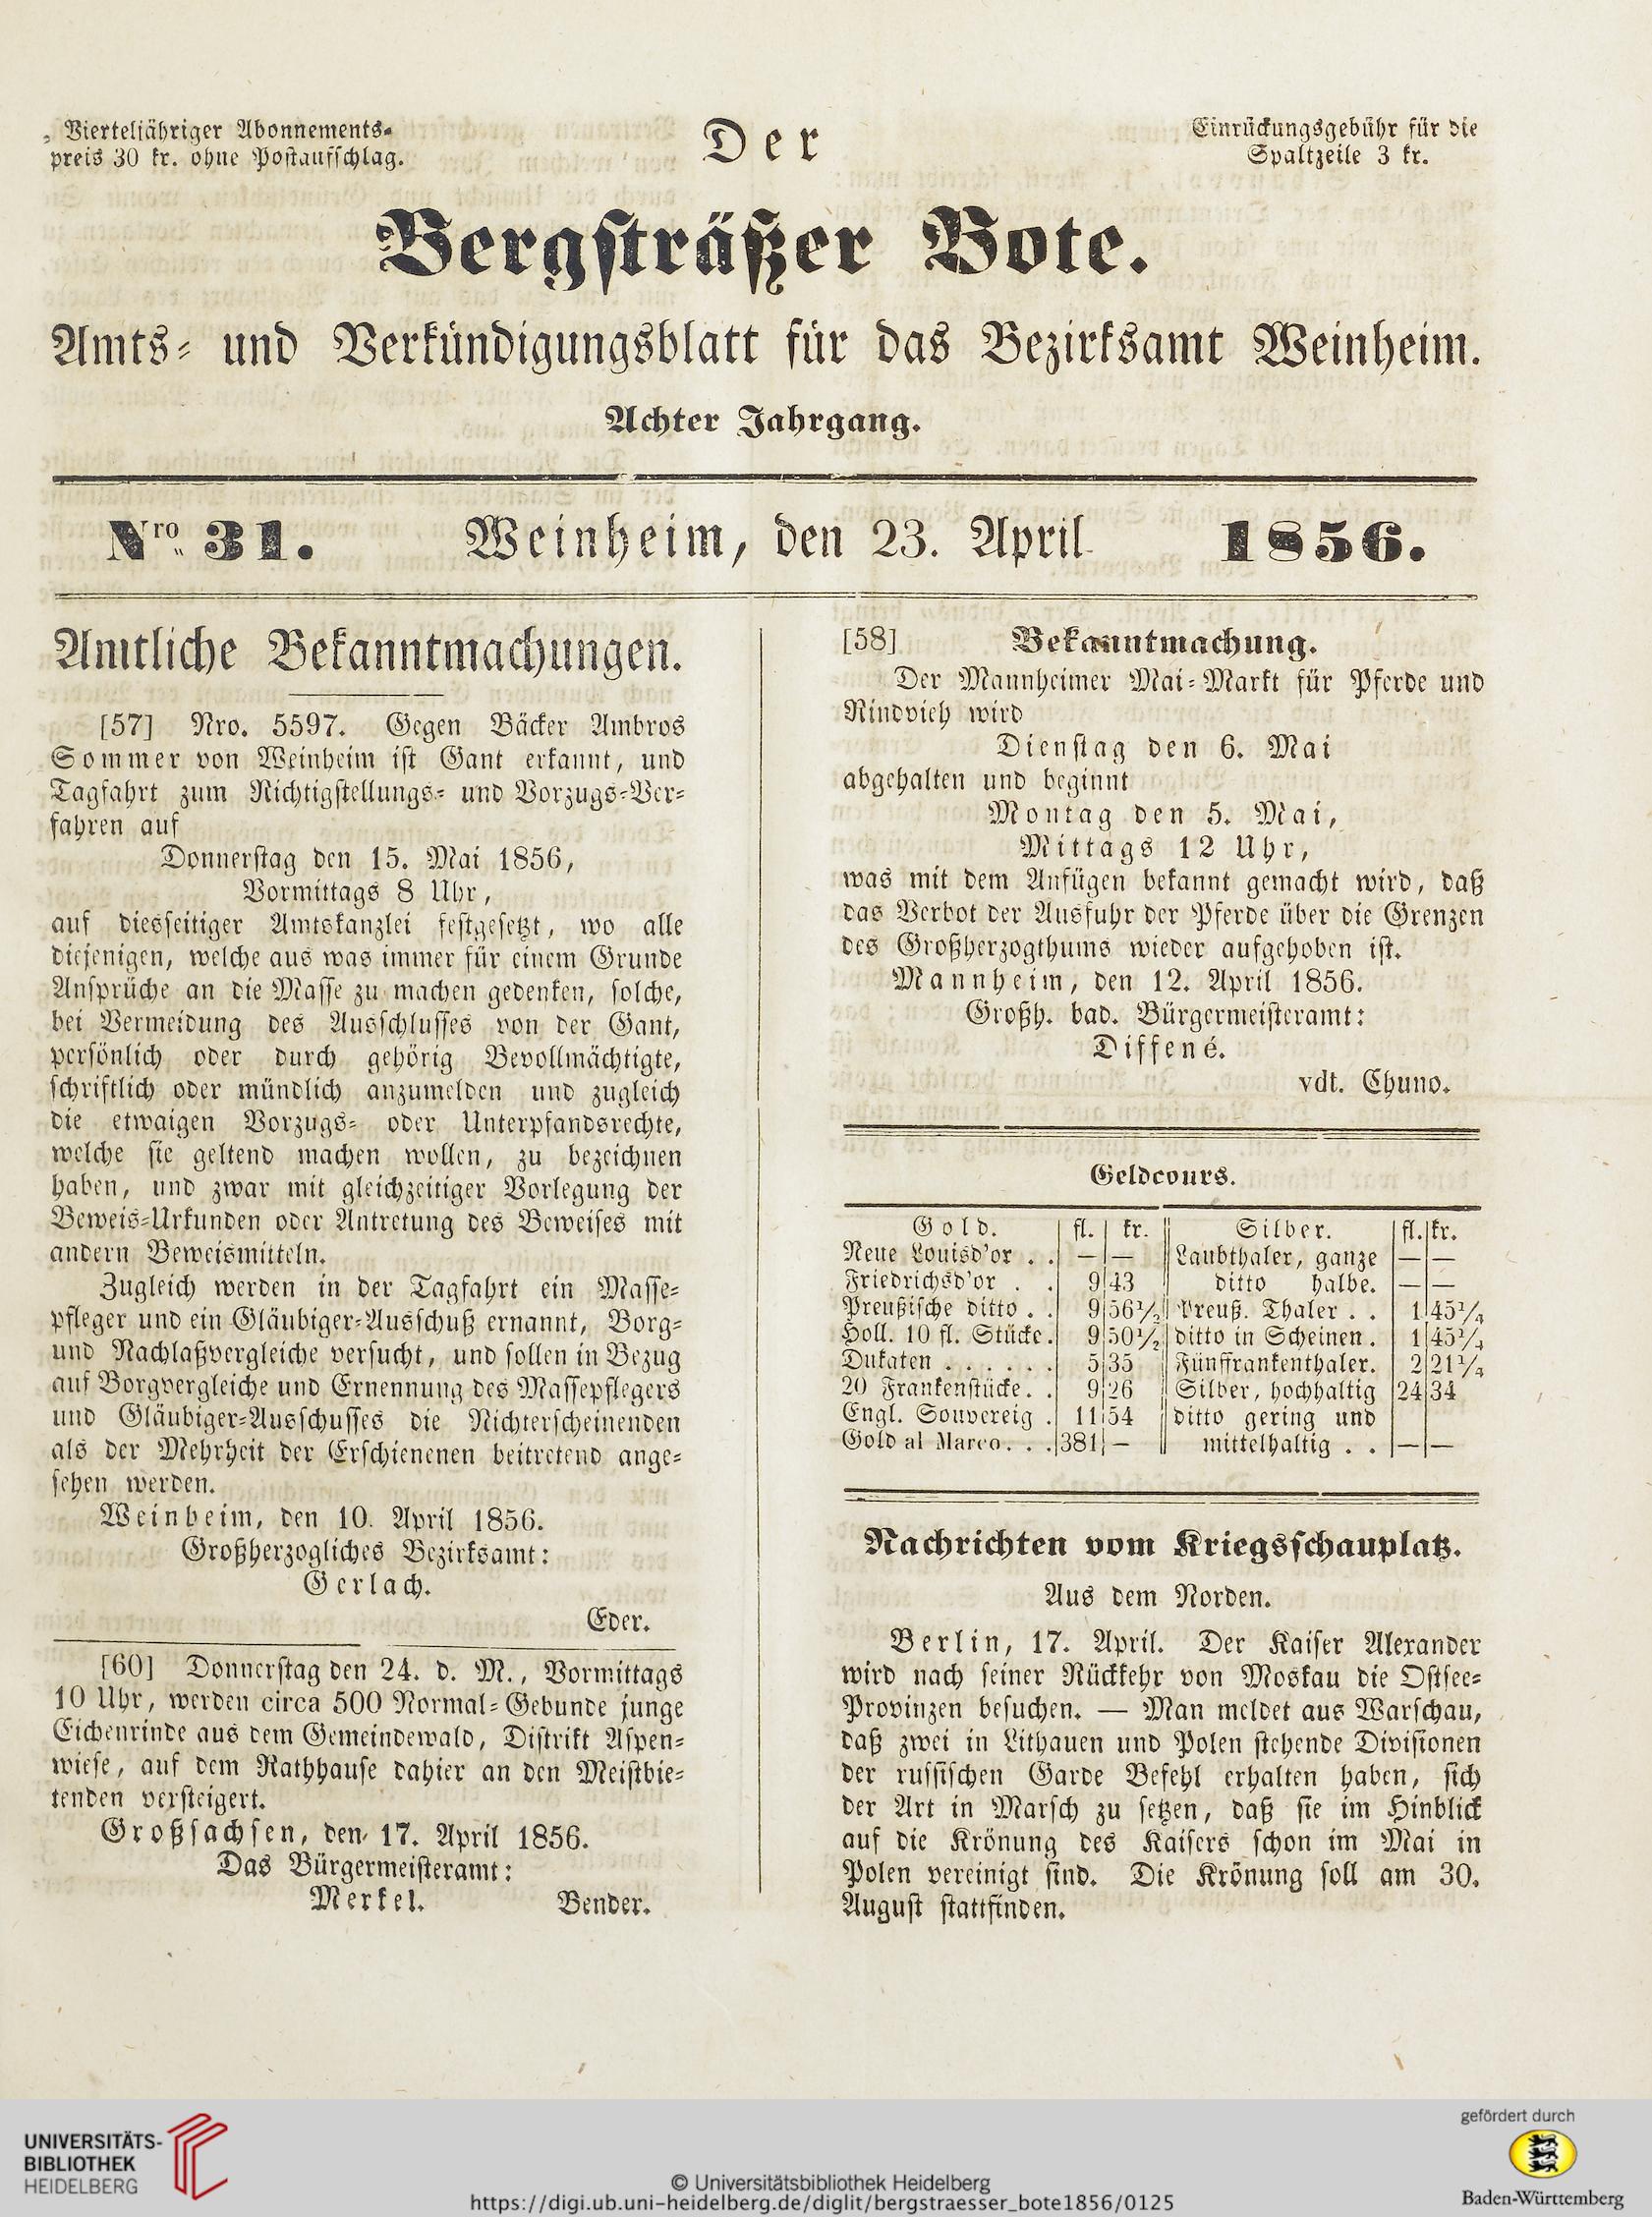 Vierteljähriger Abonnements-
preis 30 kr. ohne Postaufschlag.
Der
Einrückungsgebühr für die
Spaltzeile 3 kr.
Bergsträßer Bote.
Amts- und Verkündigungsblatt für das Bezirksamt Weinheim.
Achter Jahrgang.
Nro. 31. Weinheim, den 23. April 1856.
Amtliche Bekanntmachungen.
[57] Nro. 5597. Gegen Bäcker Ambros
Sommer von Weinheim ist Gant erkannt, und
Tagfahrt zum Richtigstellungs- und Vorzugs-Ver-
fahren auf
Donnerstag den 15. Mai 1856,
Vormittags 8 Uhr,
auf diesseitiger Amtskanzlei festgesetzt, wo alle
diejenigen, welche aus was immer für einem Grunde
Ansprüche an die Masse zu machen gedenken, solche,
bei Vermeidung des Ausschlusses von der Gant,
persönlich oder durch gehörig Bevollmächtigte,
schriftlich oder mündlich anzumelden und zugleich
die etwaigen Vorzugs- oder Unterpfandsrechte,
welche sie geltend machen wollen, zu bezeichnen
haben, und zwar mit gleichzeitiger Vorlegung der
Beweis-Urkunden oder Antretung des Beweises mit
andern Beweismitteln.
Zugleich werden in der Tagfahrt ein Masse-
pfleger und ein Gläubiger-Ausschuß ernannt, Borg-
und Nachlaßvergleiche versucht, und sollen in Bezug
auf Borgvergleiche und Ernennung des Massepflegers
und Gläubiger-Ausschusses die Nichterscheinenden
als der Mehrheit der Erschienenen beitretend ange-
sehen werden.
Weinheim, den 10. April 1856.
Großherzogliches Bezirksamt:
Gerlach.
Eder.
[60] Donnerstag den 24. d. M., Vormittags
10 Uhr, werden circa 500 Normal-Gebunde junge
Eichenrinde aus dem Gemeindewald, Distrikt Aspen-
wiese, auf dem Rathhause dahier an den Meistbie-
tenden versteigert.
Großsachsen, den 17. April 1856.
Das Bürgermeisteramt:
Merkel. Bender.
[58] Bekanntmachung.
Der Mannheimer Mai-Markt für Pferde und
Rindvieh wird
Dienstag den 6. Mai
abgehalten und beginnt
Montag den 5. Mai,
Mittags 12 Uhr,
was mit dem Anfügen bekannt gemacht wird, daß
das Verbot der Ausfuhr der Pferde über die Grenzen
des Großherzogthums wieder aufgehoben ist.
Mannheim, den 12. April 1856.
Großh. bad. Bürgermeisteramt:
Diffené.
vdt. Chuno.
Geldcours.
Gold. fl. kr. Silber. fl. kr.
Neue Louisd'or . . — — Laubthaler, ganze — —
Friedrichsd'or . . 9 43 ditto halbe. — —
Preußische ditto . . 9 56½ Preuß. Thaler . . 1 45¼
Holl. 10 fl. Stücke. 9 50½ ditto in Scheinen. 1 45¼
Dukaten . . . . . . 5 35 Fünffrankenthaler. 2 21¼
20 Frankenstücke. . 9 26 Silber, hochhaltig 24 34
Engl. Souvereig . 11 54 ditto gering und
Gold al Marco. . . 381 — mittelhaltig . . — —
Nachrichten vom Kriegsschauplatz.
Aus dem Norden.
Berlin, 17. April. Der Kaiser Alexander
wird nach seiner Rückkehr von Moskau die Ostsee-
Provinzen besuchen. — Man meldet aus Warschau,
daß zwei in Lithauen und Polen stehende Divisionen
der russischen Garde Befehl erhalten haben, sich
der Art in Marsch zu setzen, daß sie im Hinblick
auf die Krönung des Kaisers schon im Mai in
Polen vereinigt sind. Die Krönung soll am 30.
August stattfinden.
UNIVERSITÄTS-
BIBLIOTHEK
HEIDELBERG
© Universitätsbibliothek Heidelberg
https://digi.ub.uni-heidelberg.de/diglit/bergstraesser_bote1856/0125
gefördert durch
Baden-Württemberg